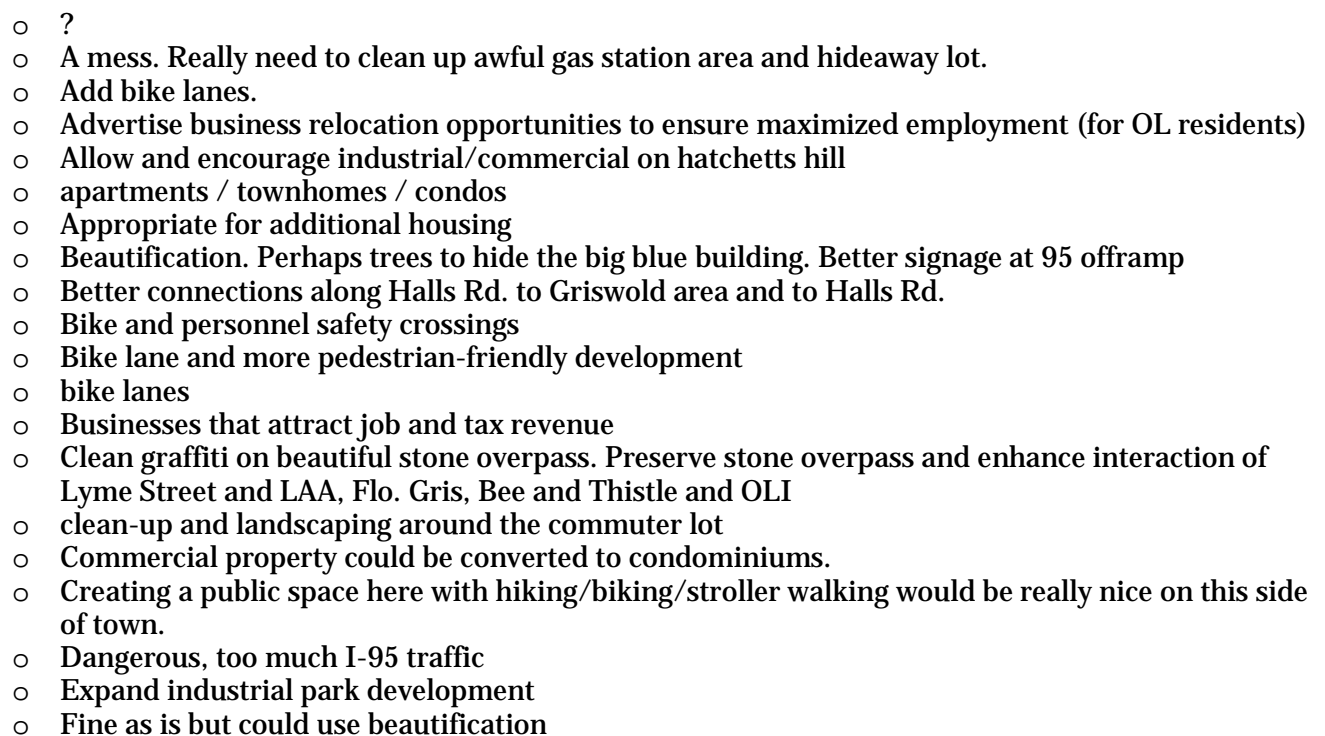 o ?
o A mess. Really need to clean up awful gas station area and hideaway lot.
o Add bike lanes.
o Advertise business relocation opportunities to ensure maximized employment (for OL residents)
o Allow and encourage industrial/commercial on hatchetts hill
o apartments / townhomes / condos
o Appropriate for additional housing
o Beautification. Perhaps trees to hide the big blue building. Better signage at 95 offramp
o Better connections along Halls Rd. to Griswold area and to Halls Rd.
o Bike and personnel safety crossings
o Bike lane and more pedestrian-friendly development
o bike lanes
o Businesses that attract job and tax revenue
o Clean graffiti on beautiful stone overpass. Preserve stone overpass and enhance interaction of
Lyme Street and LAA, Flo. Gris, Bee and Thistle and OLI
o clean-up and landscaping around the commuter lot
o Commercial property could be converted to condominiums.
o Creating a public space here with hiking/biking/stroller walking would be really nice on this side
of town.
o Dangerous, too much I-95 traffic
o Expand industrial park development
o Fine as is but could use beautification